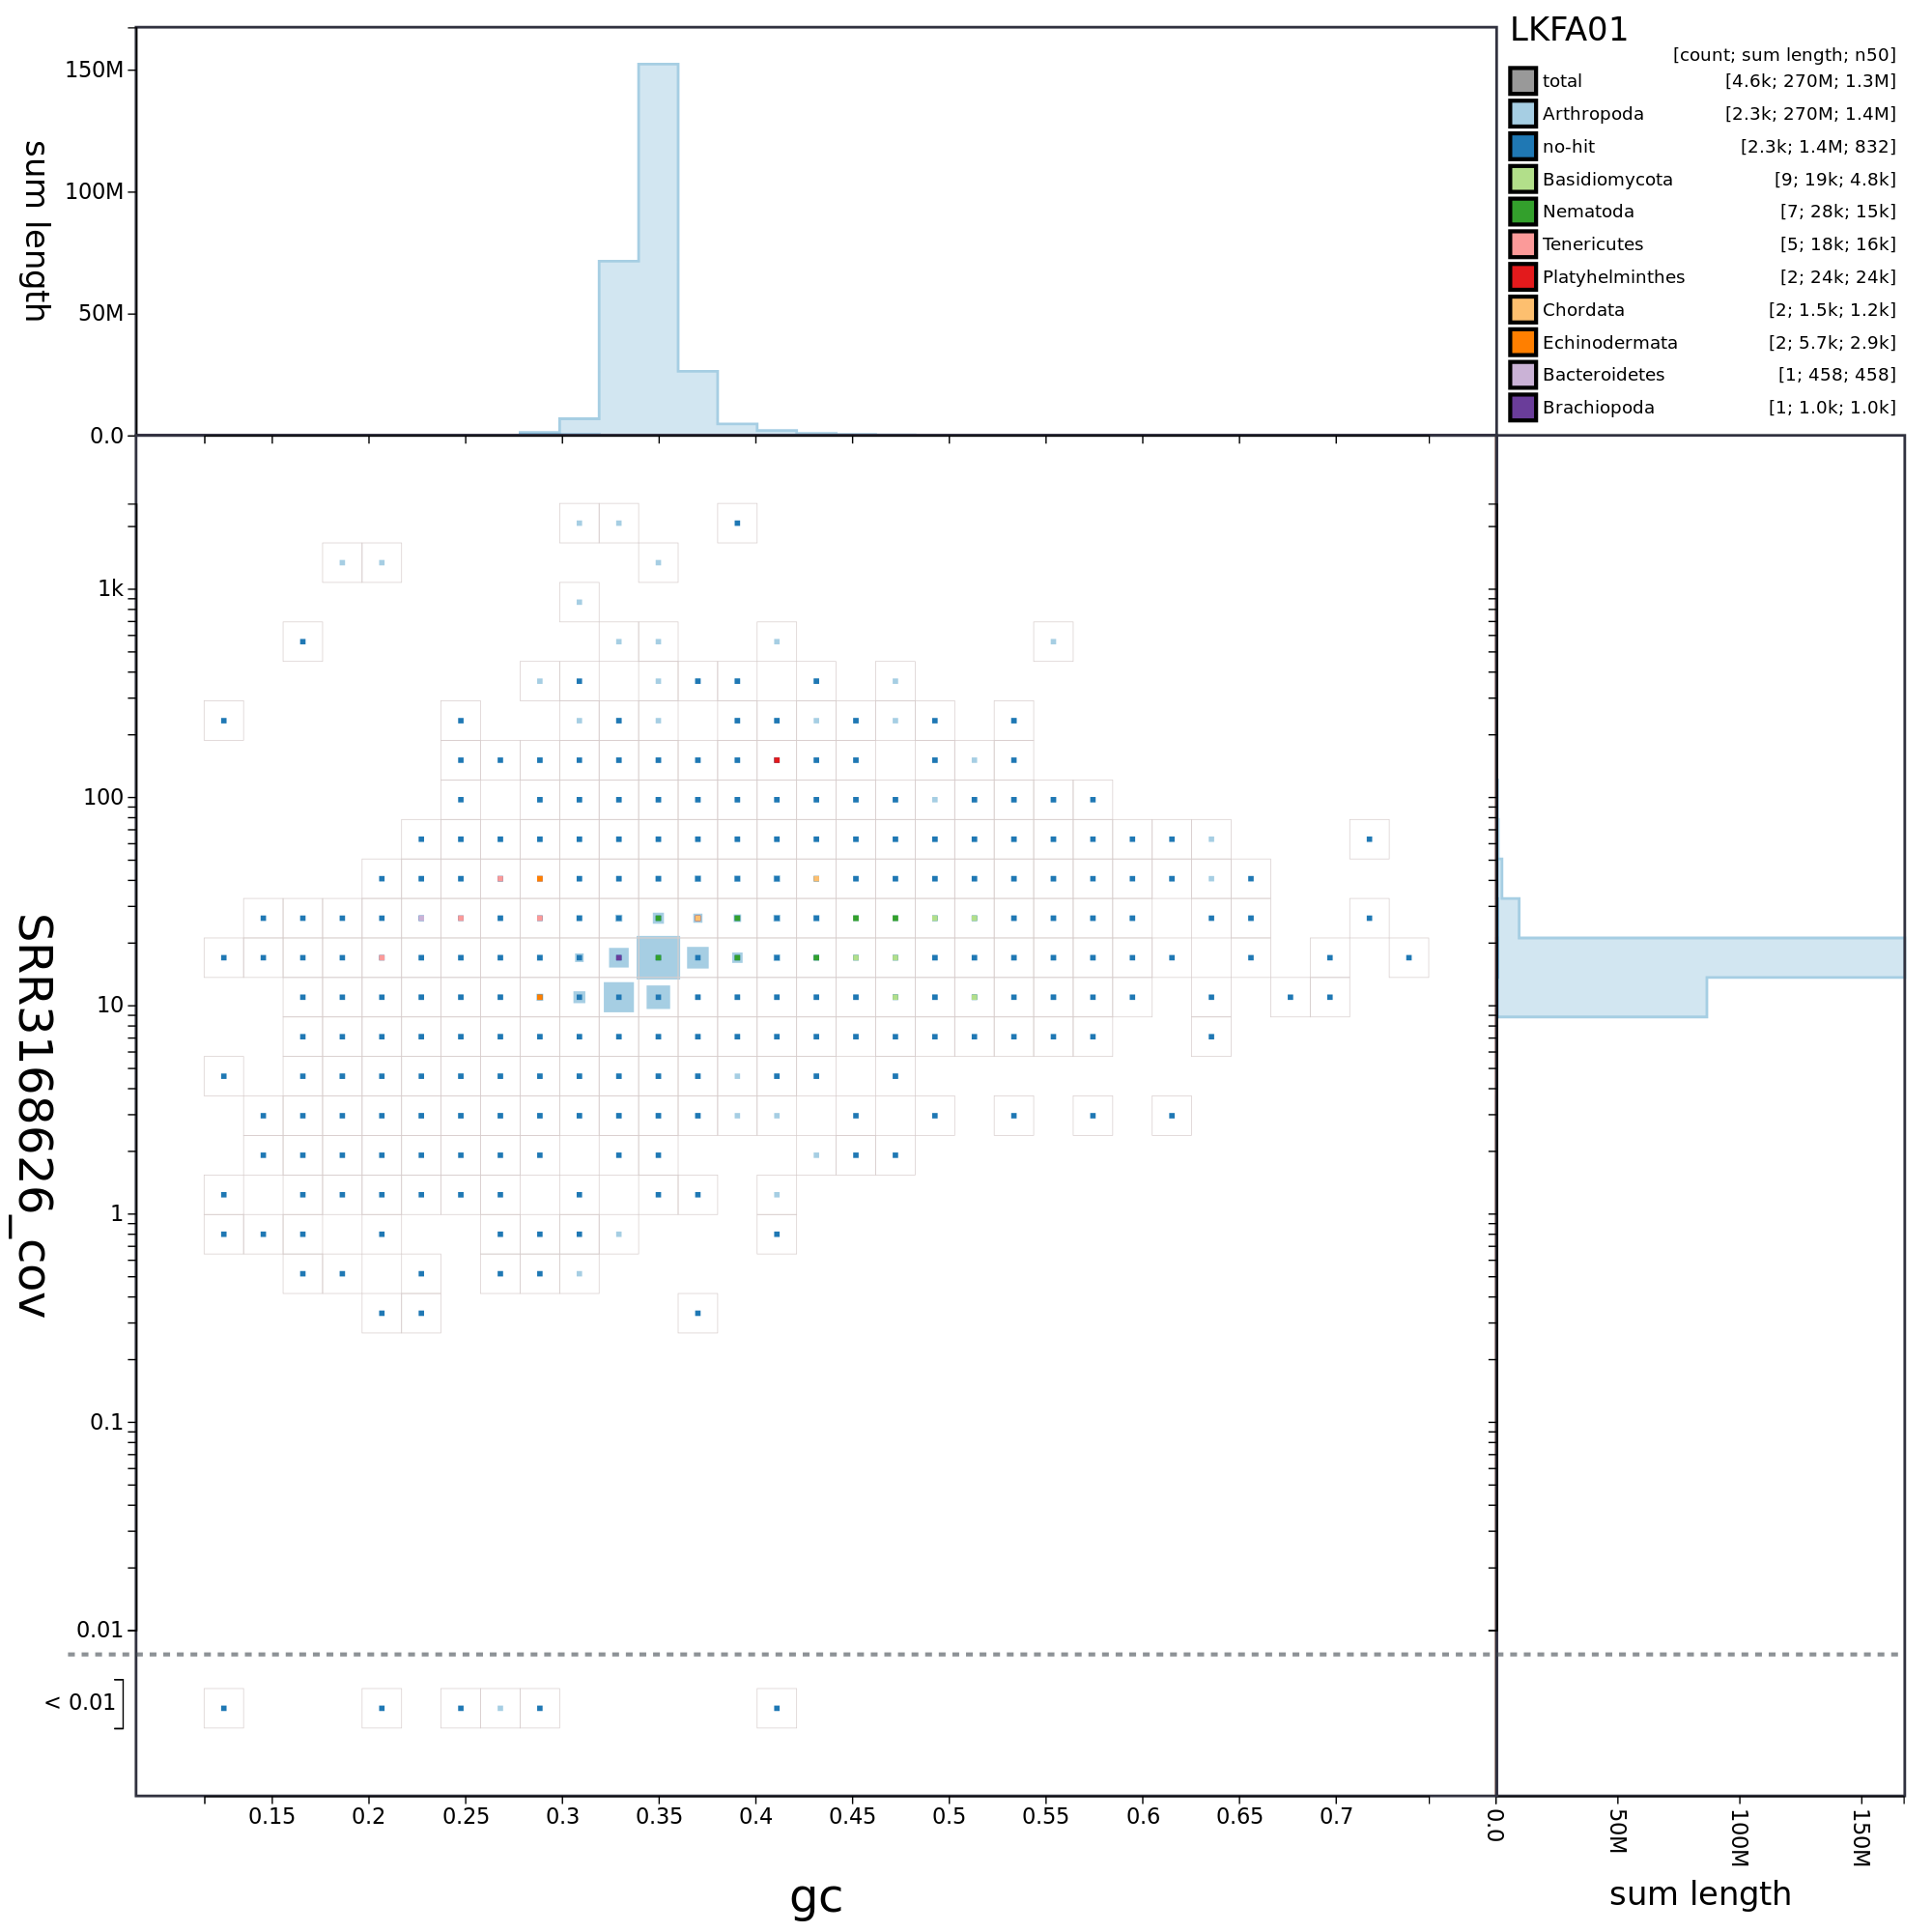 LKFA01
[count; sum length; n50]
total [4.6k; 270M; 1.3M]
Arthropoda [2.3k; 270M; 1.4M]
no-hit [2.3k; 1.4M; 832]
Basidiomycota [9; 19k; 4.8k]
Nematoda [7; 28k; 15k]
Tenericutes [5; 18k; 16k]
Platyhelminthes [2; 24k; 24k]
Chordata [2; 1.5k; 1.2k]
Echinodermata [2; 5.7k; 2.9k]
Bacteroidetes [1; 458; 458]
Brachiopoda [1; 1.0k; 1.0k]
sum length
150M
100M
50M
0.0
SRR3168626_cov
1k
100
10
1
0.1
0.01
< 0.01
0.15 0.2 0.25 0.3 0.35 0.4 0.45 0.5 0.55 0.6 0.65 0.7
gc
0.0 50M 100M 150M
sum length